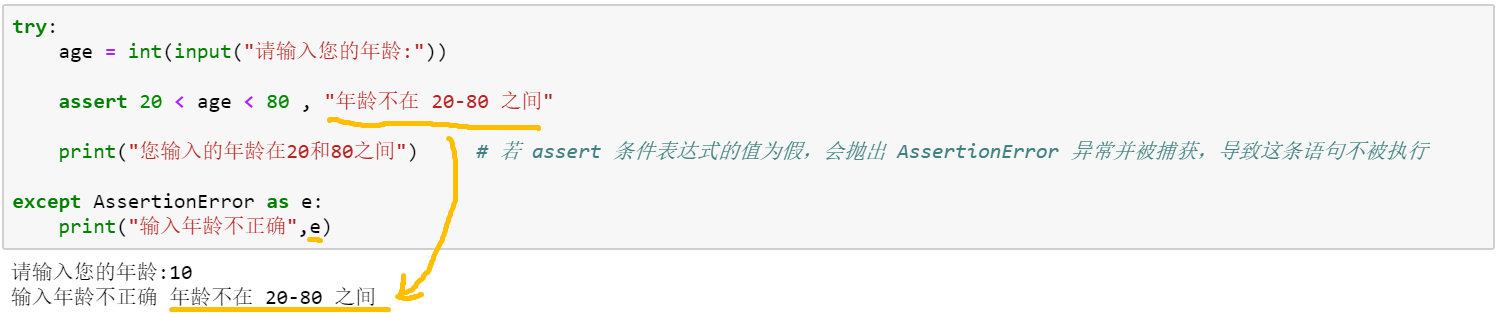 try:
    age = int(input("请输入您的年龄:"))
    assert 20 < age < 80 , "年龄不在 20-80 之间"
    print("您输入的年龄在20和80之间")     # 若 assert 条件表达式的值为假，会抛出 AssertionError 异常并被捕获，导致这条语句不被执行
except AssertionError as e:
    print("输入年龄不正确",e)
请输入您的年龄:10
输入年龄不正确 年龄不在 20-80 之间